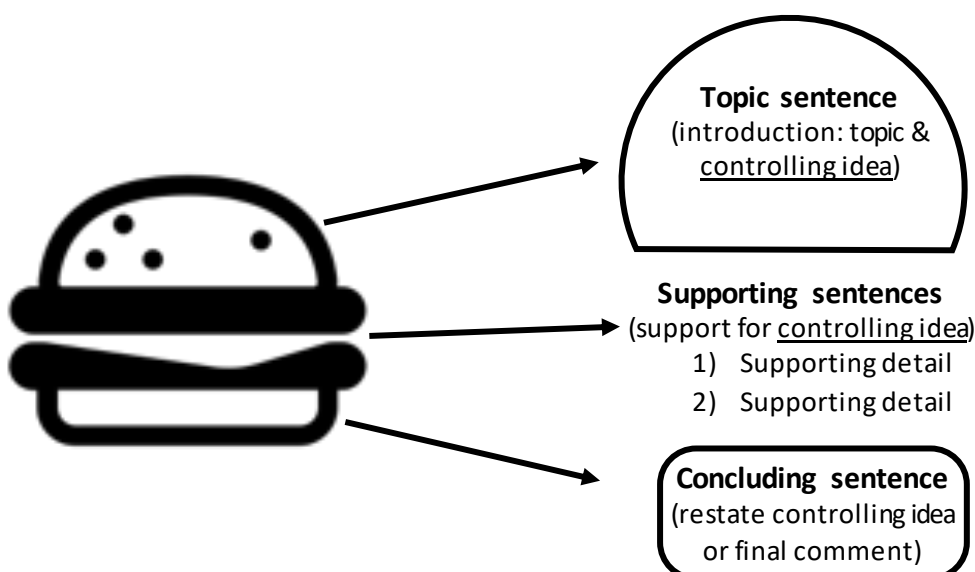 Topic sentence
(introduction: topic &
controlling idea)
Supporting sentences
(support for controlling idea)
1) Supporting detail
2) Supporting detail
Concluding sentence
(restate controlling idea
or final comment)